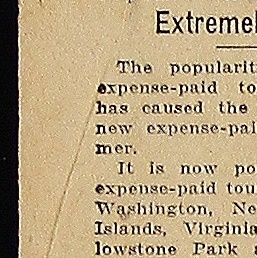 Extremel
The popularit
expense-paid to
has caused the
new expense-pai
mer.
It is now po
expense-paid tou
Washington, Ne
Islands, Virginia
lowstone Park a